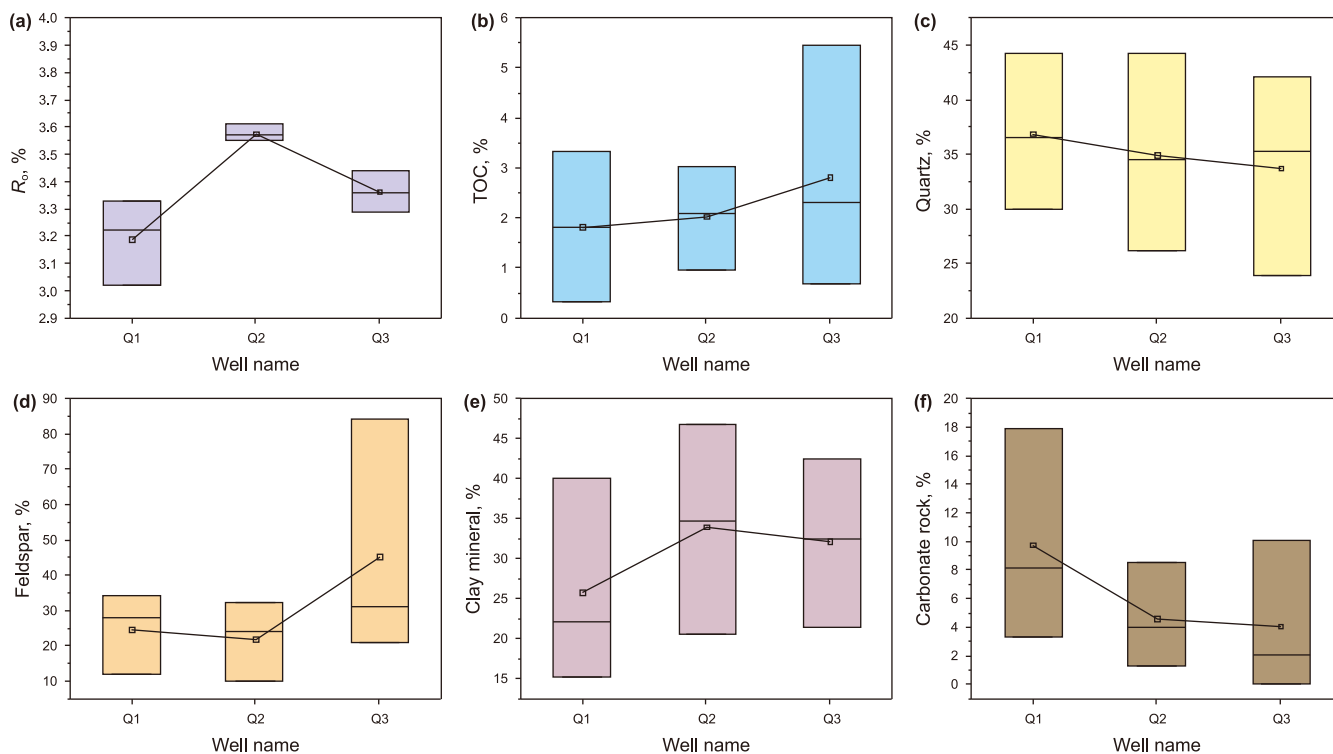 (a)
4.0
3.9
3.8
3.7
3.6
3.5
3.4
3.3
3.2
3.1
3.0
2.9
Ro, %
Q1 Q2 Q3
Well name
(b)
6
5
4
3
2
1
0
TOC, %
Q1 Q2 Q3
Well name
(c)
45
40
35
30
25
20
Quartz, %
Q1 Q2 Q3
Well name
(d)
90
80
70
60
50
40
30
20
10
Feldspar, %
Q1 Q2 Q3
Well name
(e)
50
45
40
35
30
25
20
15
Clay mineral, %
Q1 Q2 Q3
Well name
(f)
20
18
16
14
12
10
8
6
4
2
0
Carbonate rock, %
Q1 Q2 Q3
Well name